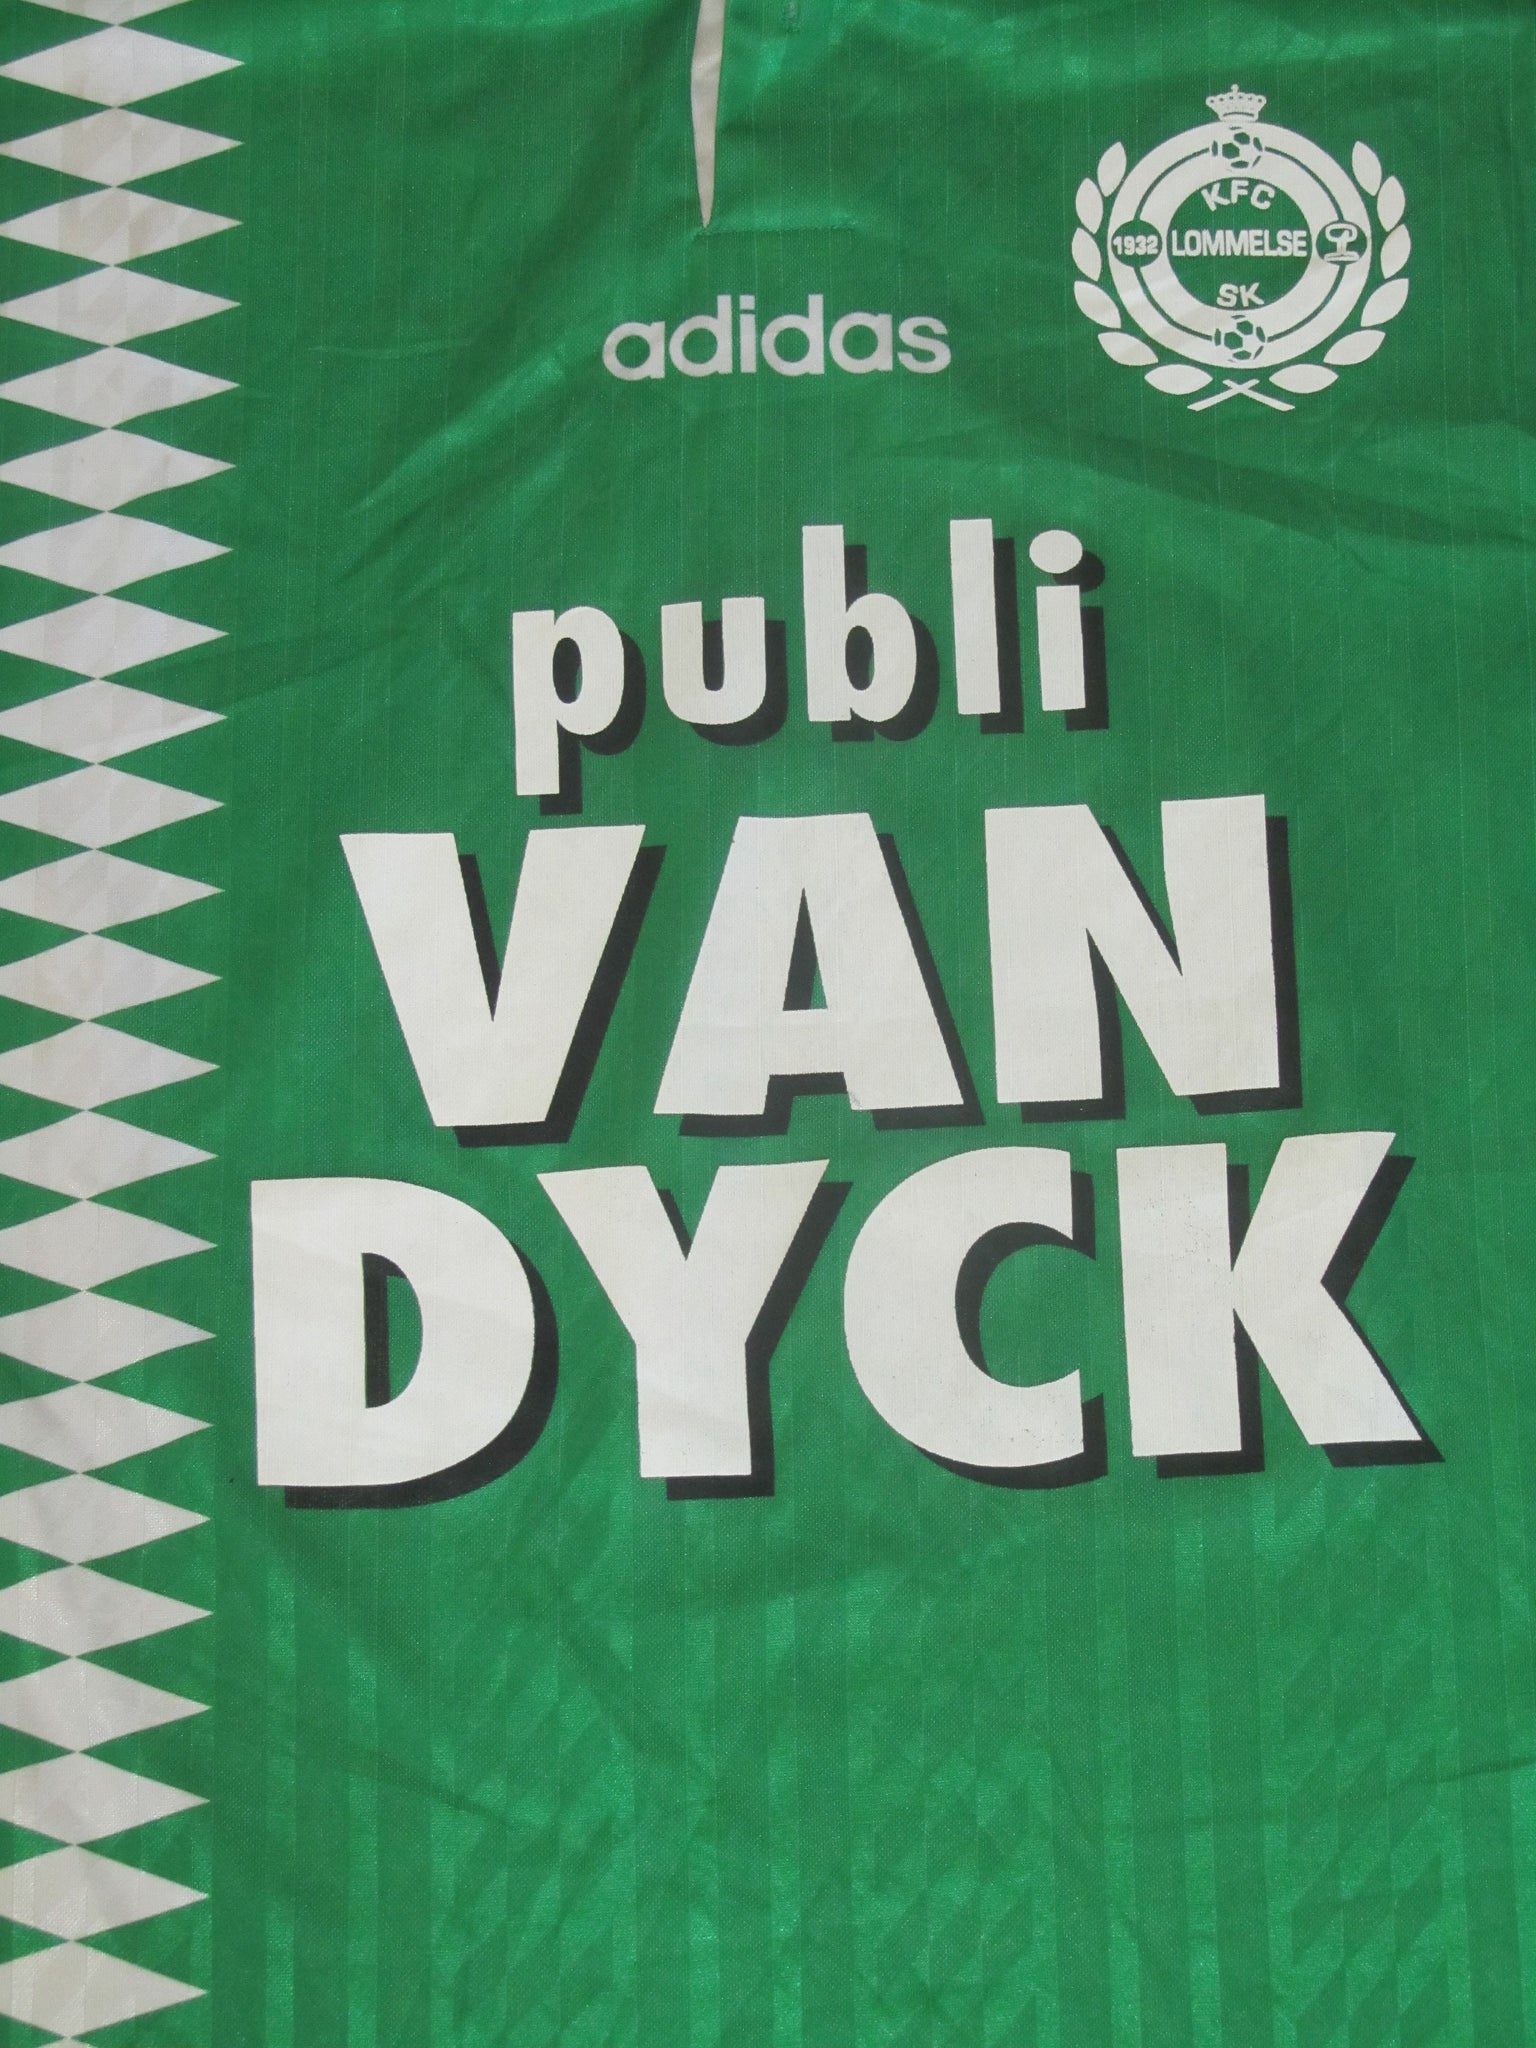 KFC
1932 LOMMELSE
SK
adidas
publi
VAN
DYCK